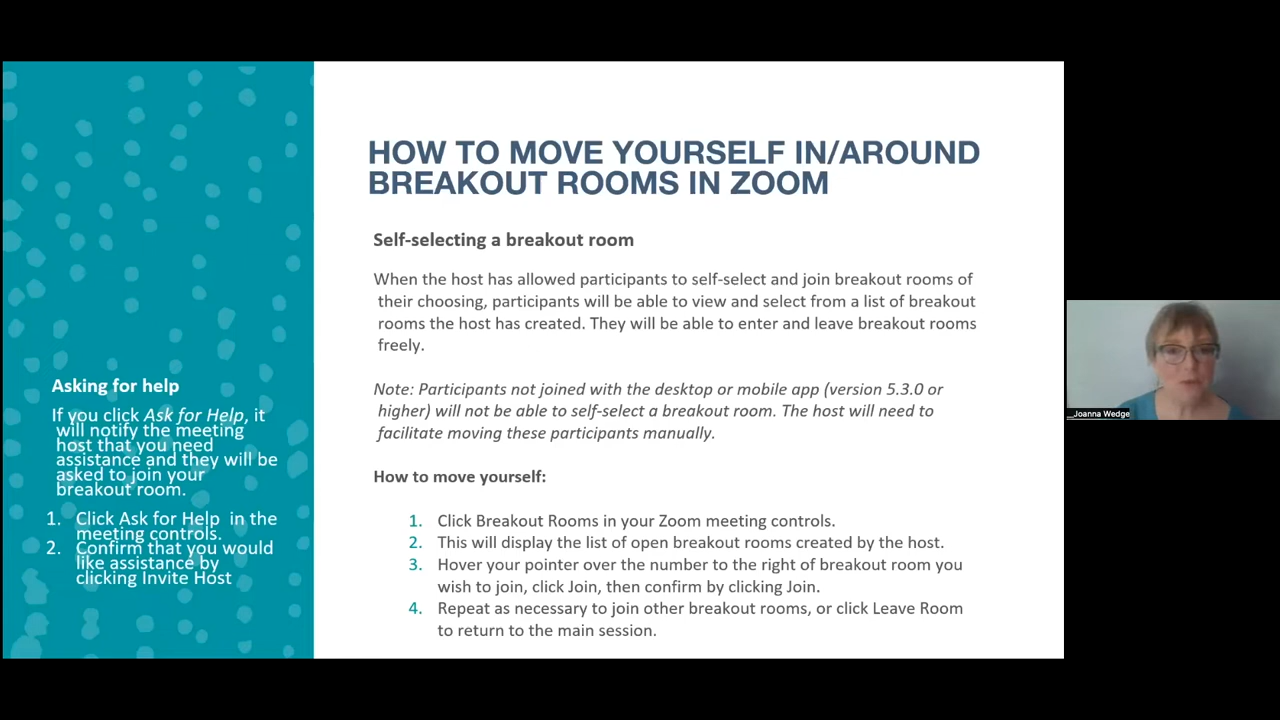 HOW TO MOVE YOURSELF IN/AROUND
BREAKOUT ROOMS IN ZOOM
Self-selecting a breakout room
When the host has allowed participants to self-select and join breakout rooms of
their choosing, participants will be able to view and select from a list of breakout
rooms the host has created. They will be able to enter and leave breakout rooms
freely.
Note: Participants not joined with the desktop or mobile app (version 5.3.0 or
higher) will not be able to self-select a breakout room. The host will need to
facilitate moving these participants manually.
How to move yourself:
1. Click Breakout Rooms in your Zoom meeting controls.
2. This will display the list of open breakout rooms created by the host.
3. Hover your pointer over the number to the right of breakout room you
wish to join, click Join, then confirm by clicking Join.
4. Repeat as necessary to join other breakout rooms, or click Leave Room
to return to the main session.
Asking for help
If you click Ask for Help, it
will notify the meeting
host that you need
assistance and they will be
asked to join your
breakout room.
1. Click Ask for Help in the
meeting controls.
2. Confirm that you would
like assistance by
clicking Invite Host
__Joanna Wedge